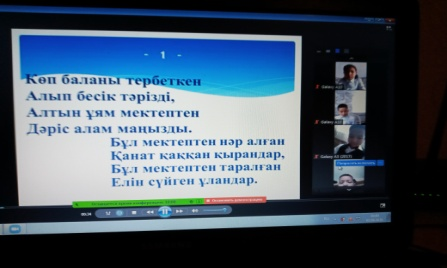 - 1 -
Көп баланы тербеткен
Алып бесік тәрізді,
Алтын ұям мектептен
Дәріс алам маңызды.
Бұл мектептен нәр алған
Қанат қаққан қырандар,
Бұл мектептен таралған
Елін сүйген ұландар.